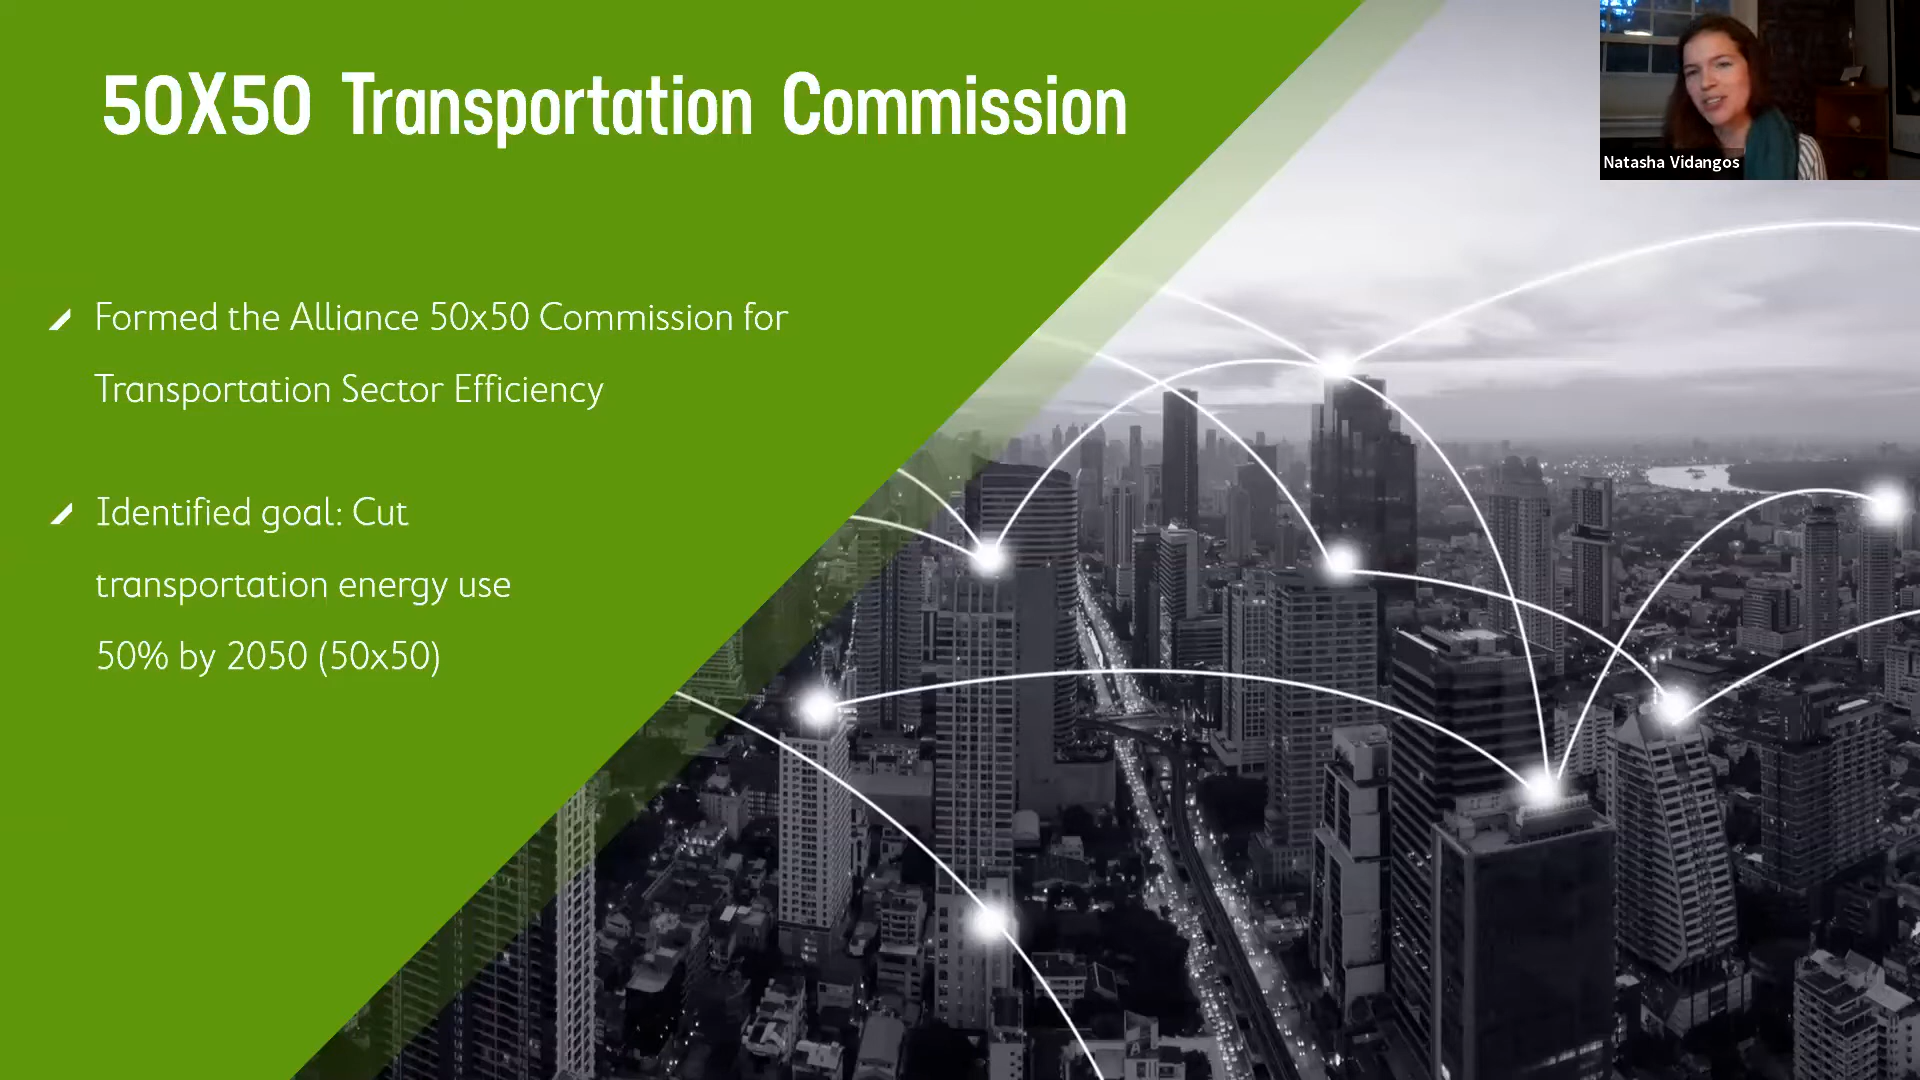 50X50 Transportation Commission
Natasha Vidangos
Formed the Alliance 50x50 Commission for
Transportation Sector Efficiency
Identified goal: Cut
transportation energy use
50% by 2050 (50x50)